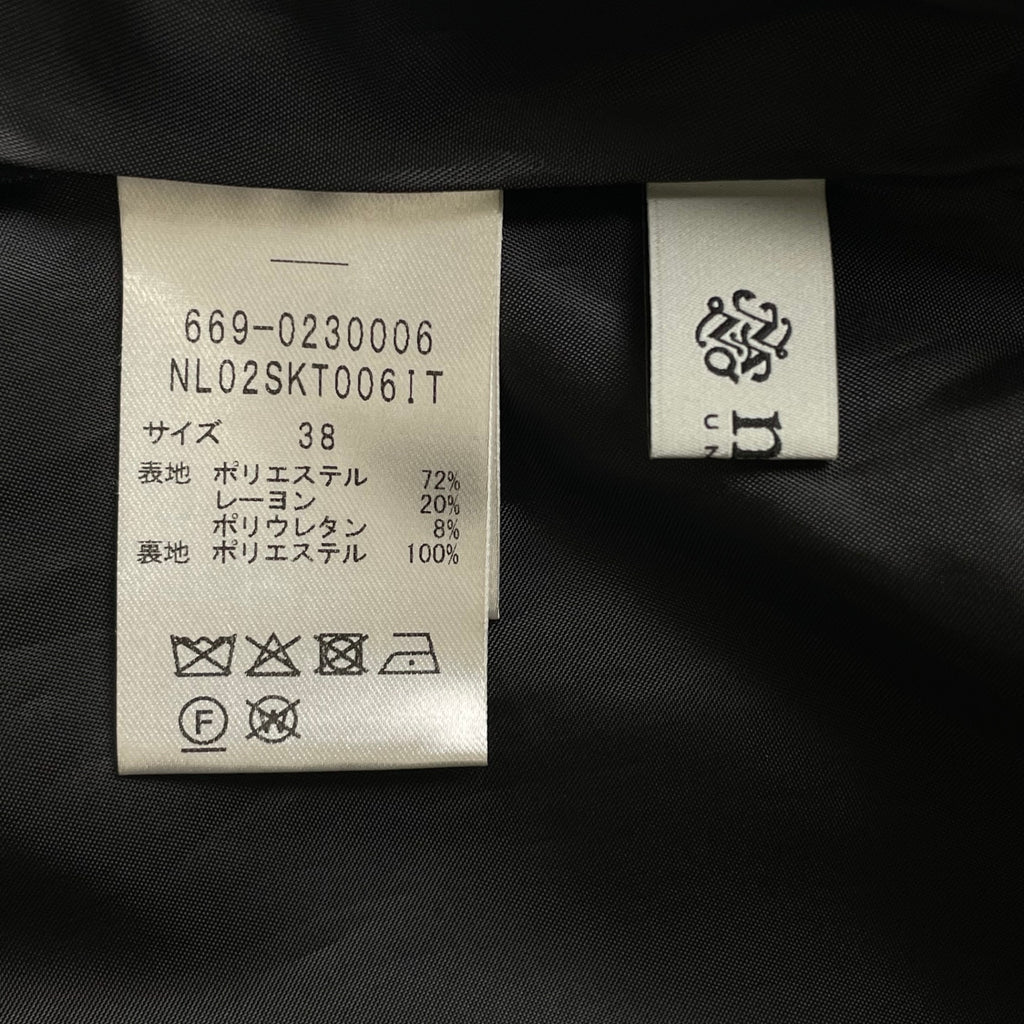 669-0230006
NL02SKT006IT
サイズ 38
表地 ポリエステル 72%
レーヨン 20%
ポリウレタン 8%
裏地 ポリエステル 100%
F
W
n
UN